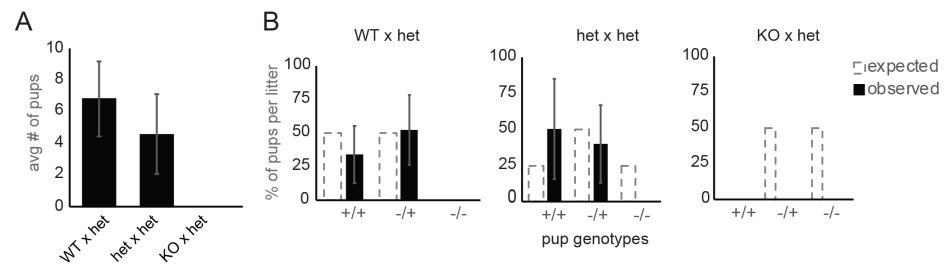 A
avg # of pups
10
8
6
4
2
0
WT x het
het x het
KO x het
B
% of pups per litter
WT x het
100
75
50
25
0
+/+
-/+
-/-
het x het
100
75
50
25
0
+/+
-/+
-/-
pup genotypes
KO x het
100
75
50
25
0
+/+
-/+
-/-
expected
observed